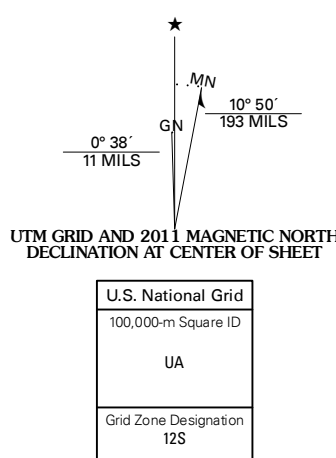 ★
MN
GN
0° 38´
11 MILS
10° 50´
193 MILS
UTM GRID AND 2011 MAGNETIC NORTH
DECLINATION AT CENTER OF SHEET
U.S. National Grid
100,000-m Square ID
UA
Grid Zone Designation
12S